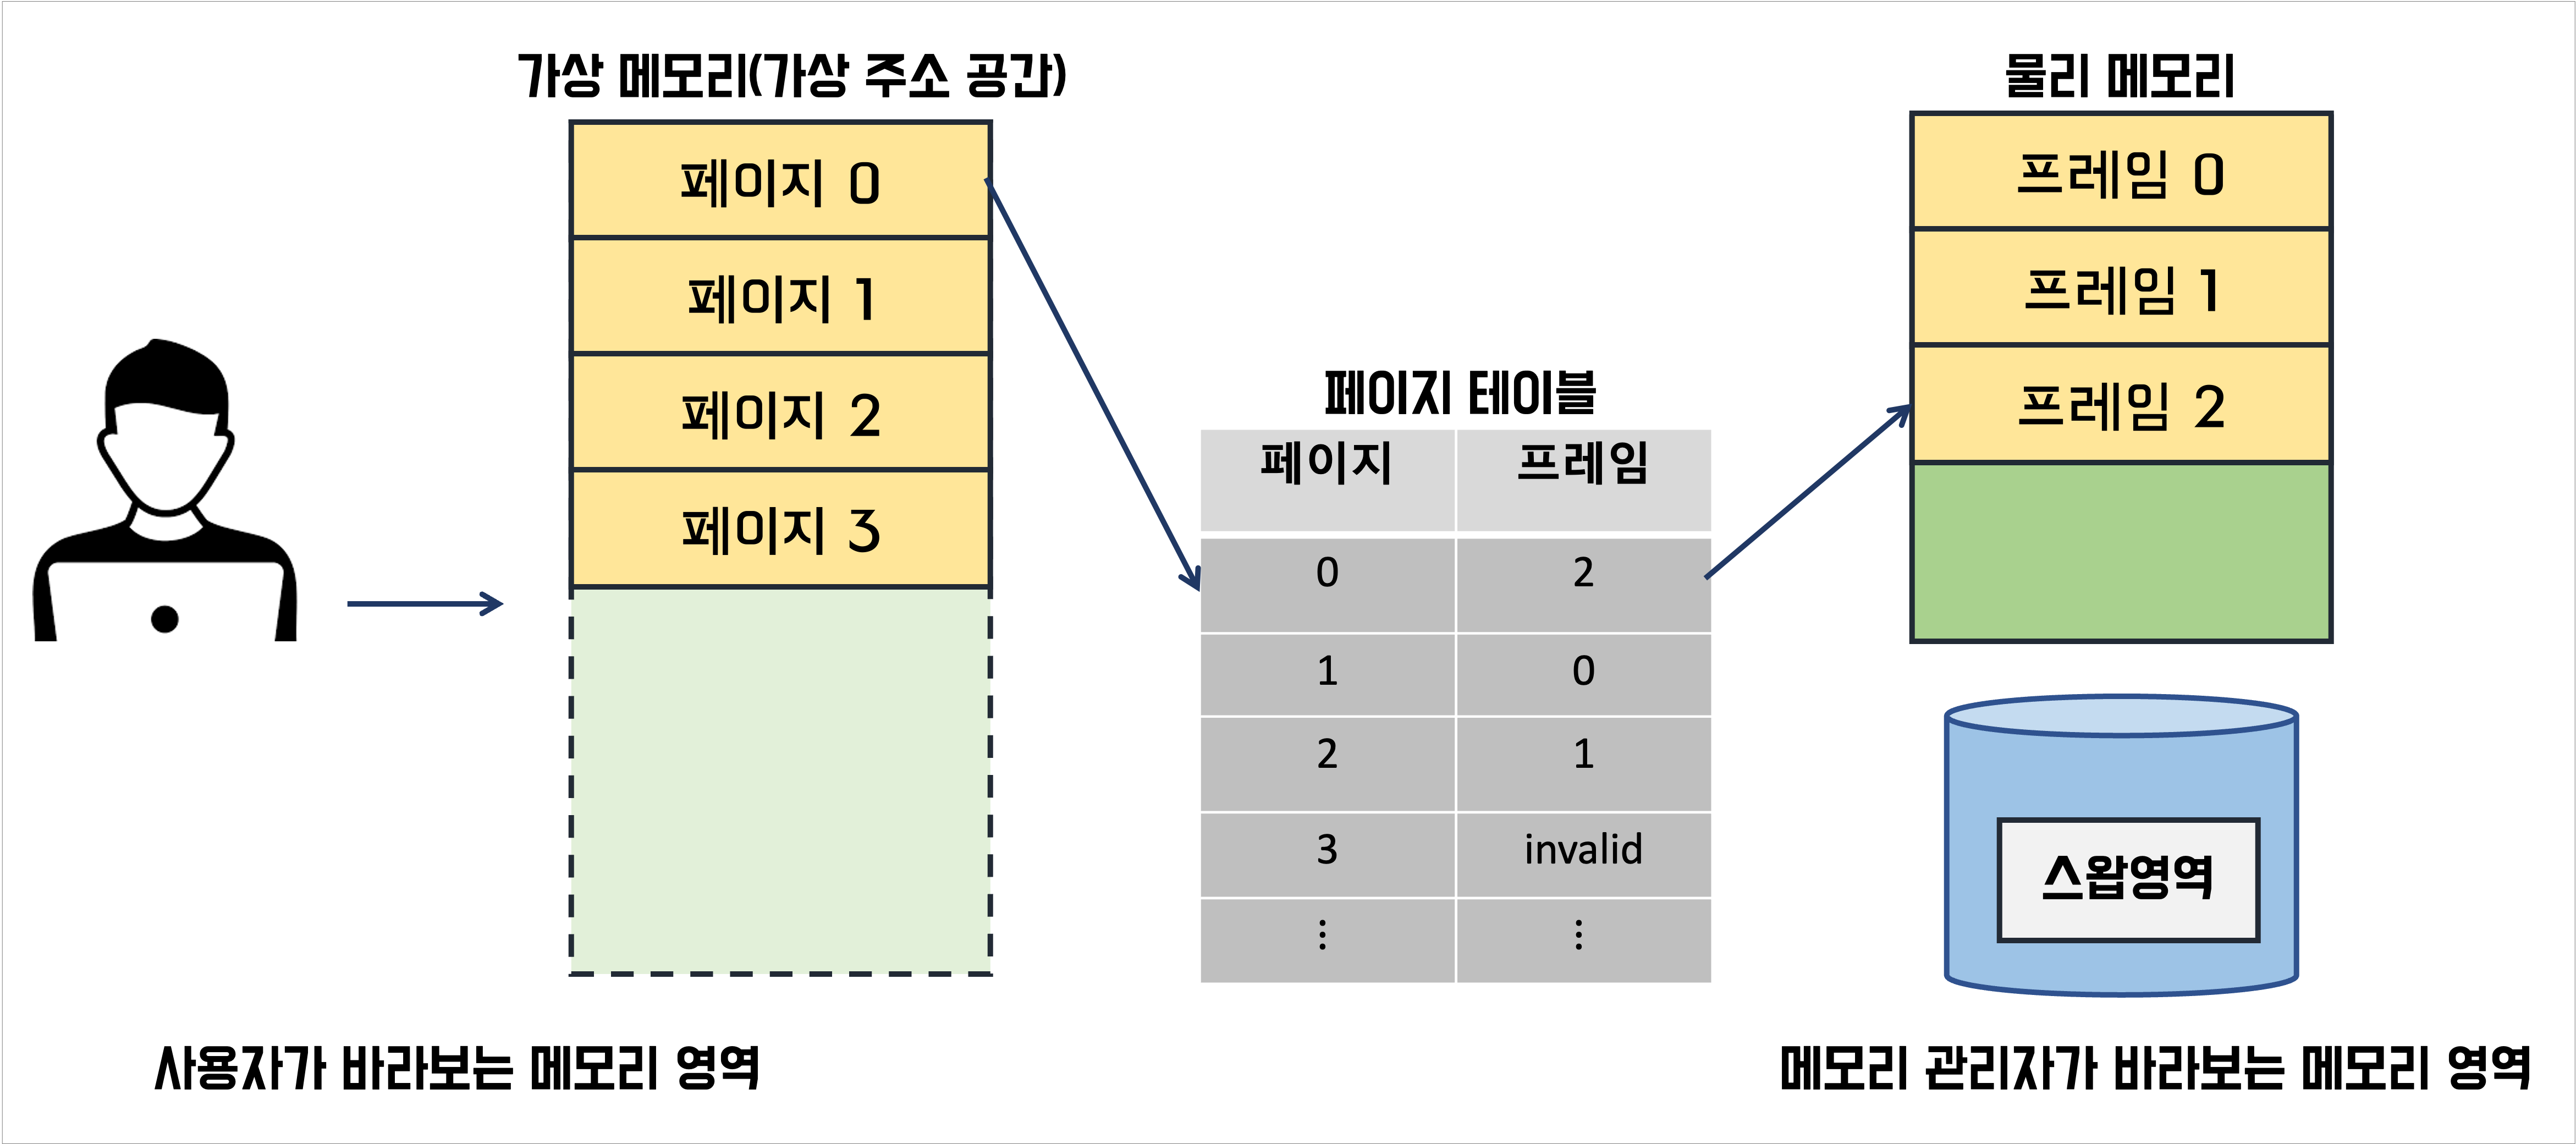 가상 메모리(가상 주소 공간)
페이지 0
페이지 1
페이지 2
페이지 3
사용자가 바라보는 메모리 영역
페이지 테이블
페이지 프레임
0 2
1 0
2 1
3 invalid
⋮ ⋮
물리 메모리
프레임 0
프레임 1
프레임 2
스왑영역
메모리 관리자가 바라보는 메모리 영역